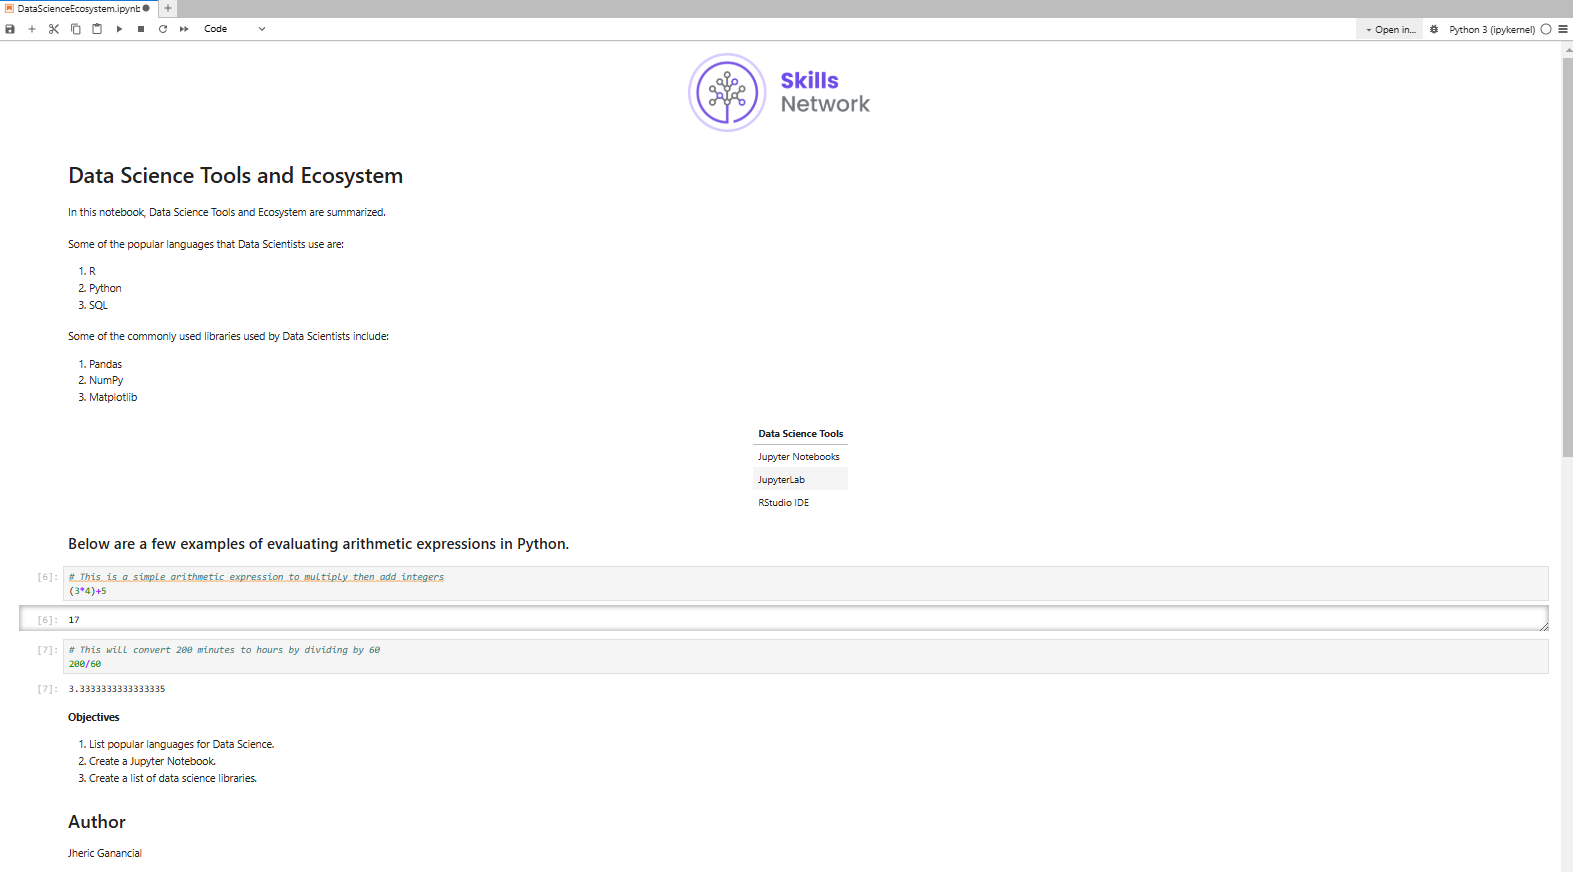 DataScienceEcosystem.ipynb
Code
Open in...
Python 3 (ipykernel)
Skills
Network
Data Science Tools and Ecosystem
In this notebook, Data Science Tools and Ecosystem are summarized.
Some of the popular languages that Data Scientists use are:
1. R
2. Python
3. SQL
Some of the commonly used libraries used by Data Scientists include:
1. Pandas
2. NumPy
3. Matplotlib
Data Science Tools
Jupyter Notebooks
JupyterLab
RStudio IDE
Below are a few examples of evaluating arithmetic expressions in Python.
[6]: # This is a simple arithmetic expression to multiply then add integers
(3*4)+5
[6]: 17
[7]: # This will convert 200 minutes to hours by dividing by 60
200/60
[7]: 3.3333333333333335
Objectives
1. List popular languages for Data Science.
2. Create a Jupyter Notebook.
3. Create a list of data science libraries.
Author
Jheric Ganancial